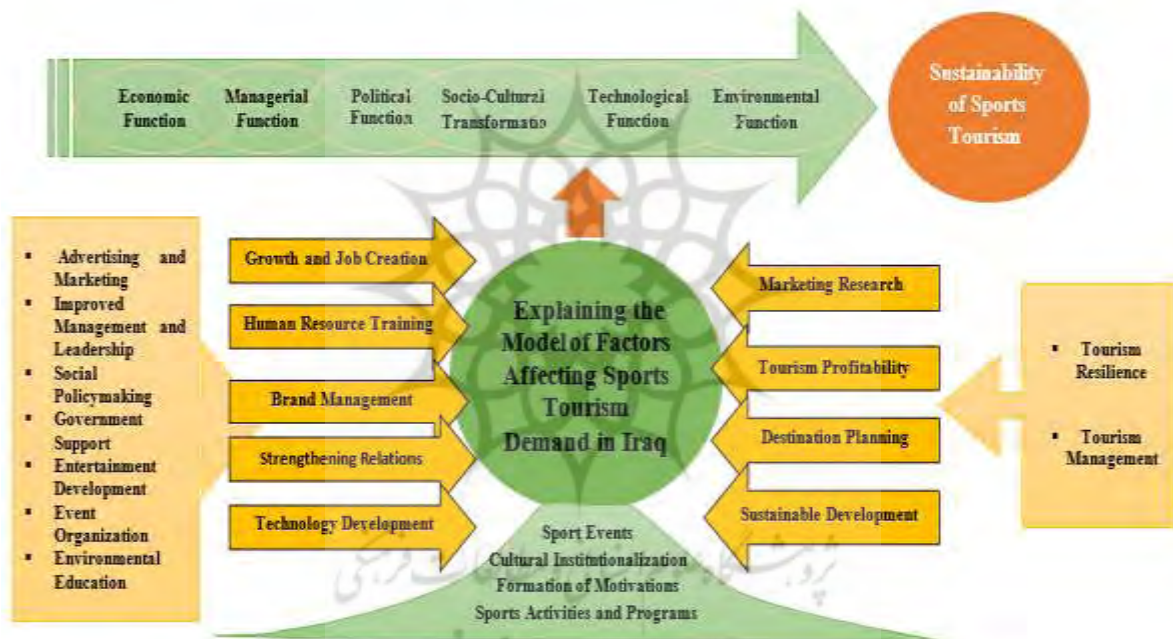 Economic
Function
Managerial
Function
Political
Function
Socio-Cultural
Transformatio
Technological
Function
Environmental
Function
Sustainability
of Sports
Tourism
▪ Advertising and
Marketing
▪ Improved
Management and
Leadership
▪ Social
Policymaking
▪ Government
Support
▪ Entertainment
Development
▪ Event
Organization
▪ Environmental
Education
Growth and Job Creation
Human Resource Training
Brand Management
Strengthening Relations
Technology Development
Explaining the
Model of Factors
Affecting Sports
Tourism
Demand in Iraq
Marketing Research
Tourism Profitability
Destination Planning
Sustainable Development
▪ Tourism
Resilience
▪ Tourism
Management
Sport Events
Cultural Institutionalization
Formation of Motivations
Sports Activities and Programs